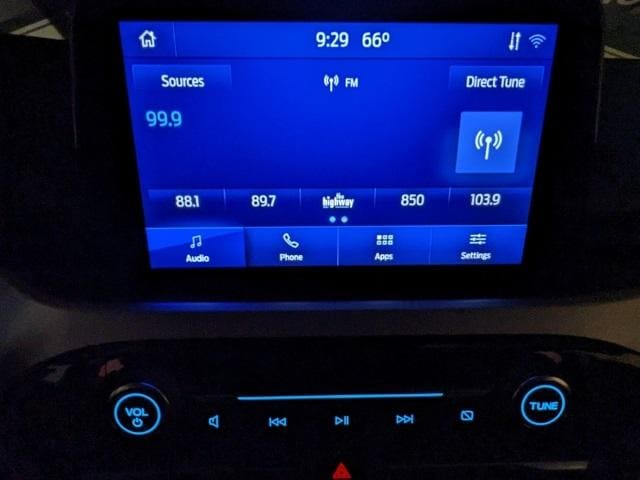 9:29 66º
Sources
FM
Direct Tune
99.9
88.1 89.7 the highway 850 103.9
Audio Phone Apps Settings
VOL TUNE